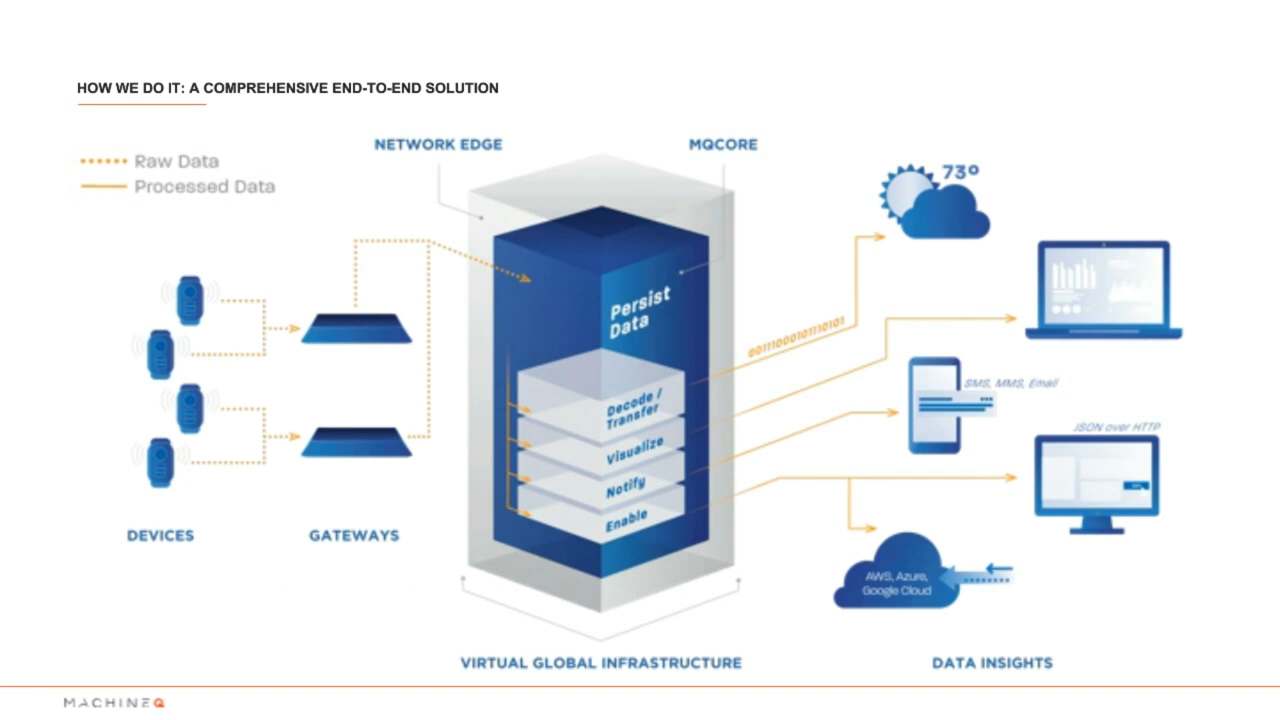 HOW WE DO IT: A COMPREHENSIVE END-TO-END SOLUTION
Raw Data
Processed Data
NETWORK EDGE
MQCORE
73°
Persist
Data
00111000101110101
Decode /
Transfer
Visualize
Notify
Enable
SMS, MMS, Email
JSON over HTTP
AWS, Azure,
Google Cloud
DEVICES
GATEWAYS
VIRTUAL GLOBAL INFRASTRUCTURE
DATA INSIGHTS
MACHINEQ